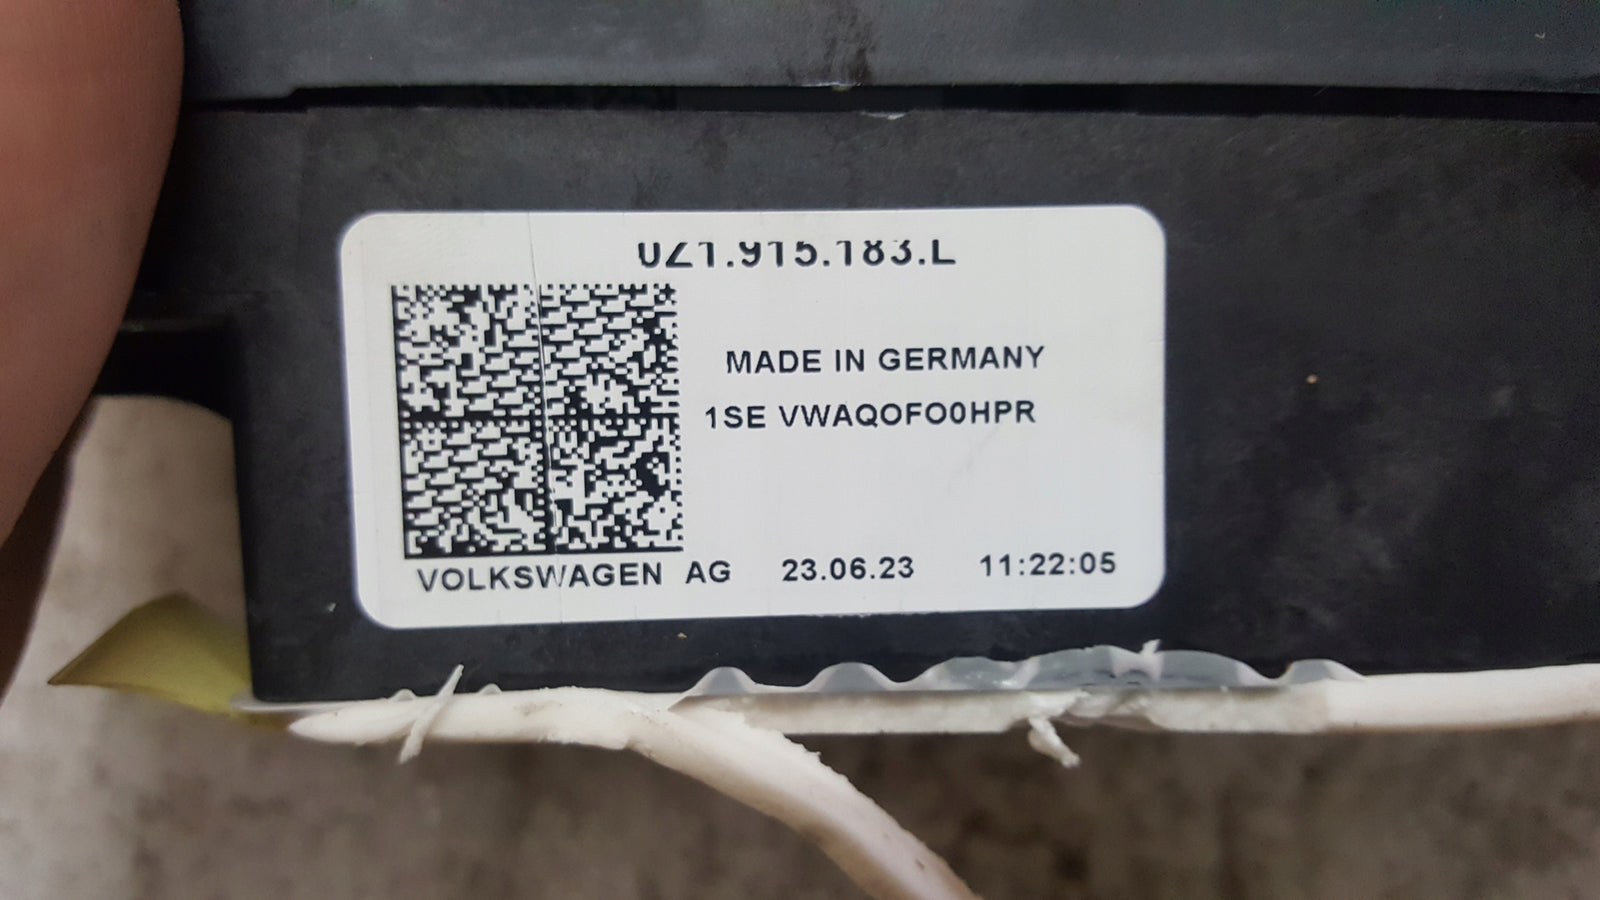 0Z1.915.183.L
MADE IN GERMANY
1SE VWAQOFO0HPR
VOLKSWAGEN AG 23.06.23 11:22:05